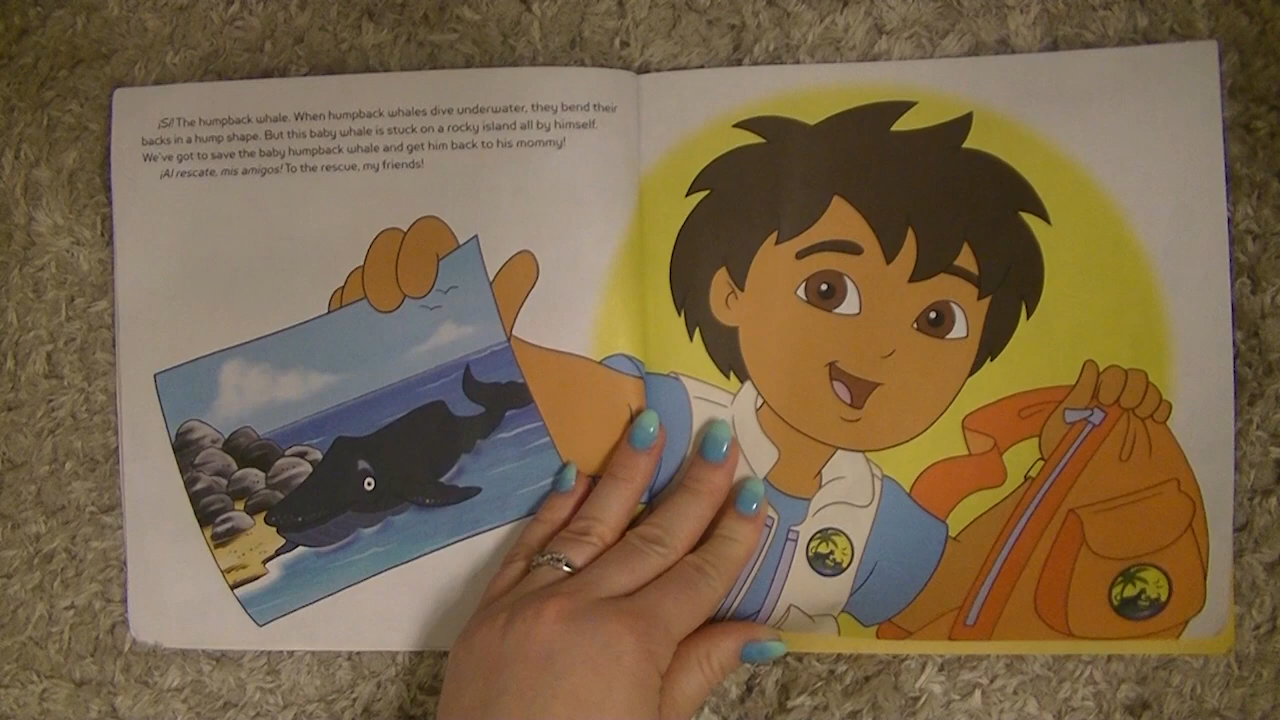 ¡Sí! The humpback whale. When humpback whales dive underwater, they bend their
backs in a hump shape. But this baby whale is stuck on a rocky island all by himself.
We've got to save the baby humpback whale and get him back to his mommy!
¡Al rescate, mis amigos! To the rescue, my friends!